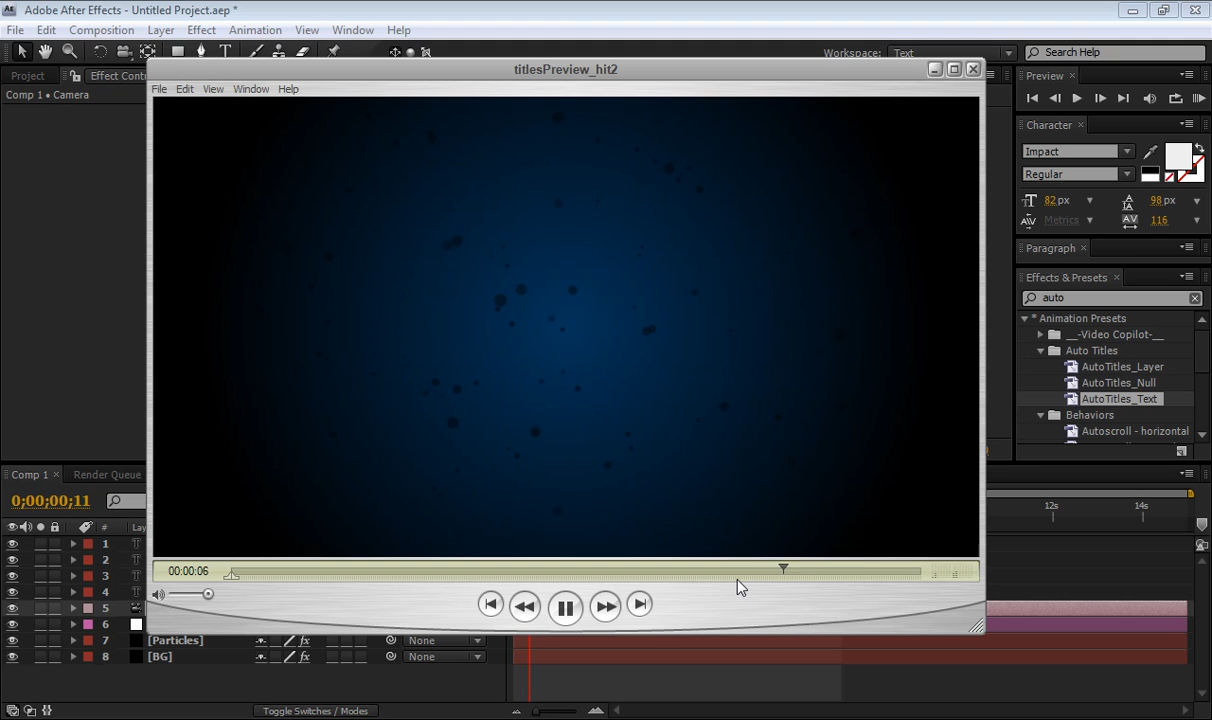 Adobe After Effects - Untitled Project.aep *
File Edit Composition Layer Effect Animation View Window Help
Workspace: Text
Search Help
Project
Effect Contr
Comp 1 • Camera
titlesPreview_hit2
File Edit View Window Help
00:00:06
Preview
Character
Impact
Regular
82 px
98 px
Metrics
116
Paragraph
Effects & Presets
auto
* Animation Presets
__-Video Copilot-__
Auto Titles
AutoTitles_Layer
AutoTitles_Null
AutoTitles_Text
Behaviors
Autoscroll - horizontal
Comp 1
Render Queue
0;00;00;11
# Lay
12s
14s
1
2
3
4
5
6
7 [Particles] None
8 [BG] None
Toggle Switches / Modes